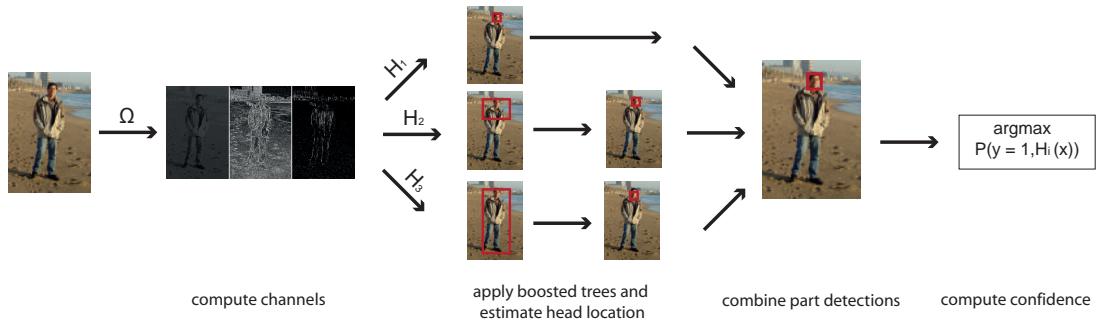 Ω
H₁
H₂
H₃
argmax
P(y = 1,Hᵢ(x))
compute channels
apply boosted trees and
estimate head location
combine part detections
compute confidence